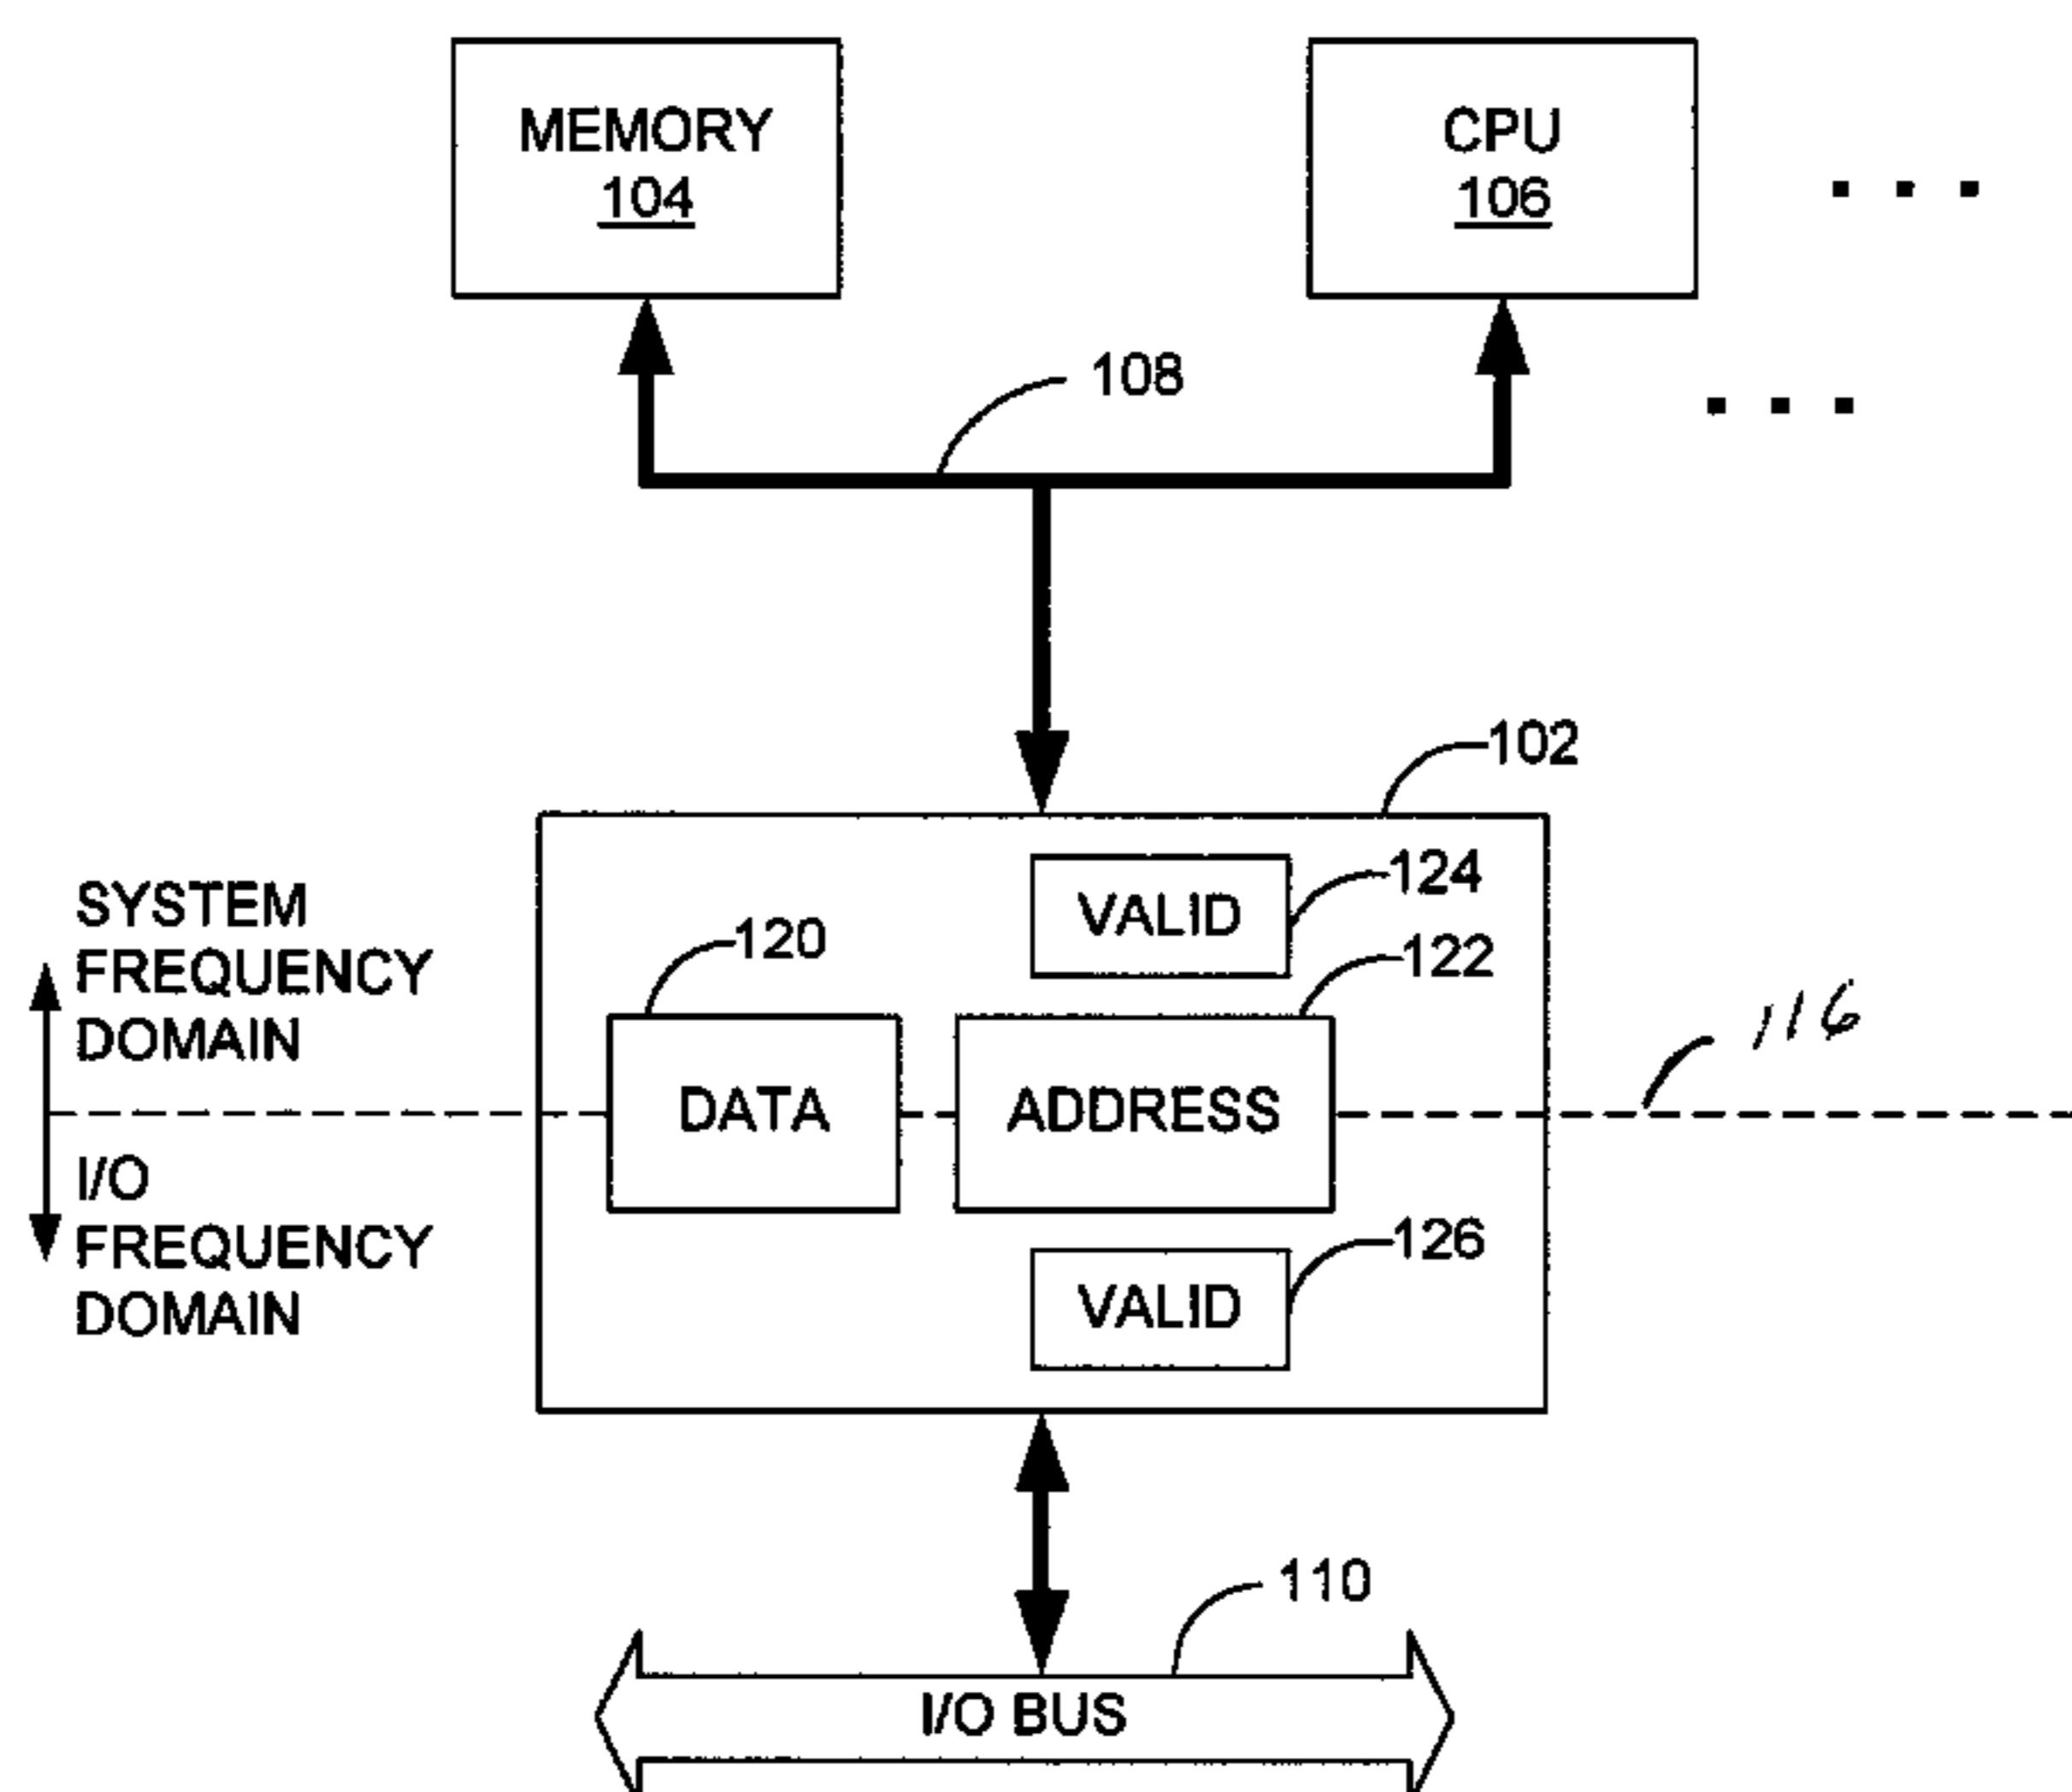 MEMORY
104
CPU
106
. . .
108
. . .
102
VALID
124
SYSTEM
FREQUENCY
DOMAIN
120
122
116
DATA
ADDRESS
I/O
FREQUENCY
DOMAIN
VALID
126
110
I/O BUS